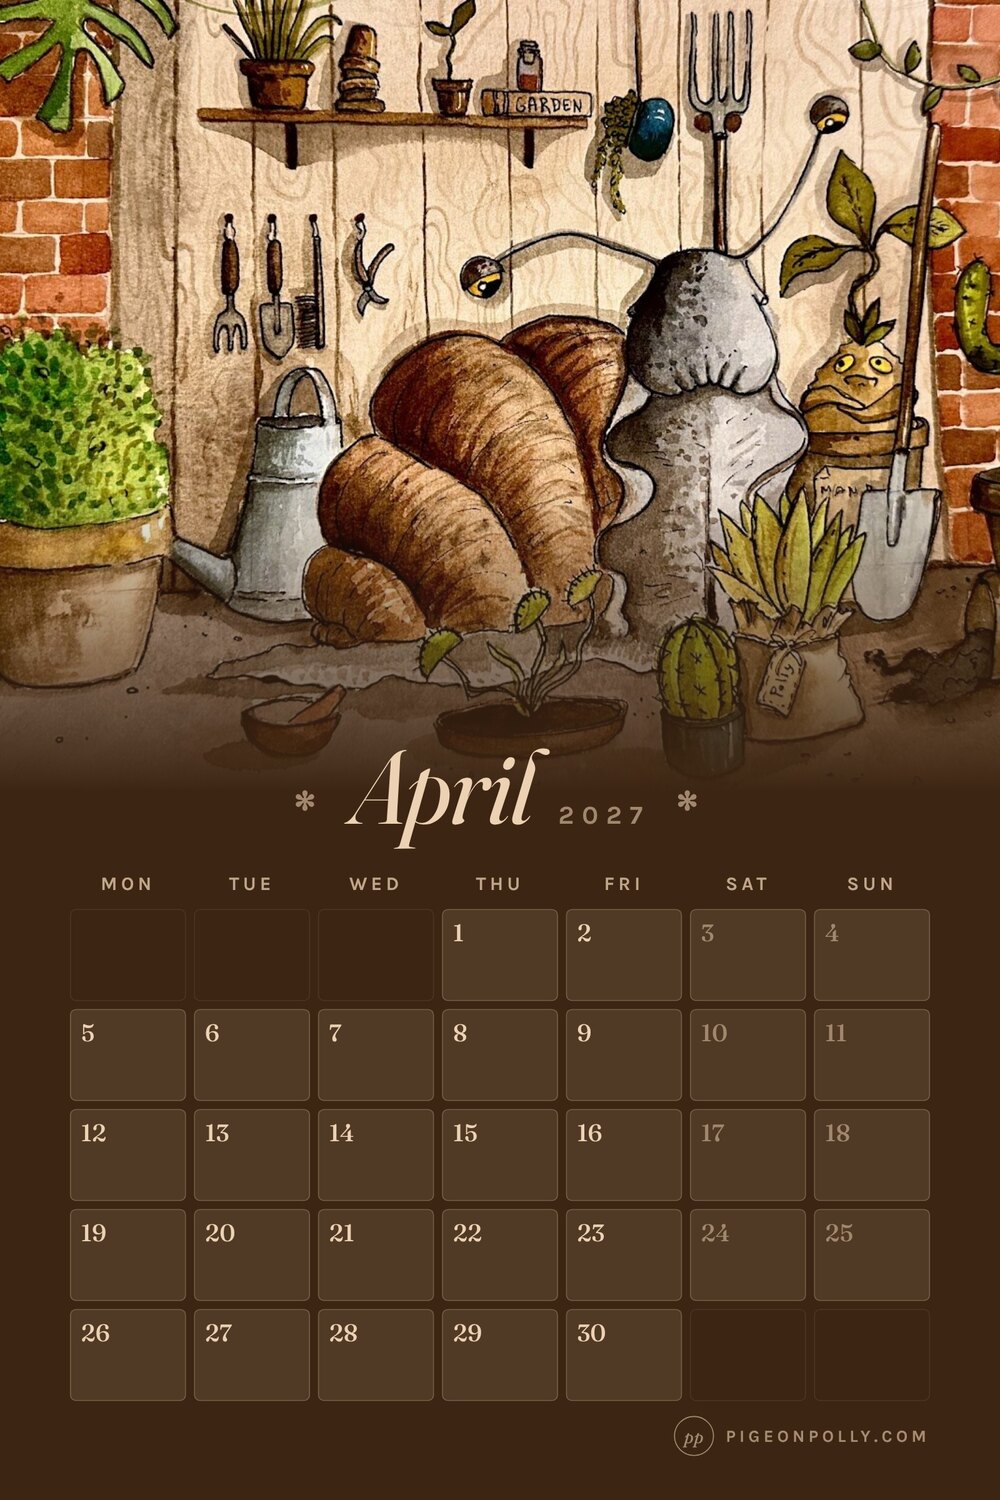 GARDEN
Polly
April 2027
MON TUE WED THU FRI SAT SUN
1 2 3 4
5 6 7 8 9 10 11
12 13 14 15 16 17 18
19 20 21 22 23 24 25
26 27 28 29 30
pp PIGEONPOLLY.COM